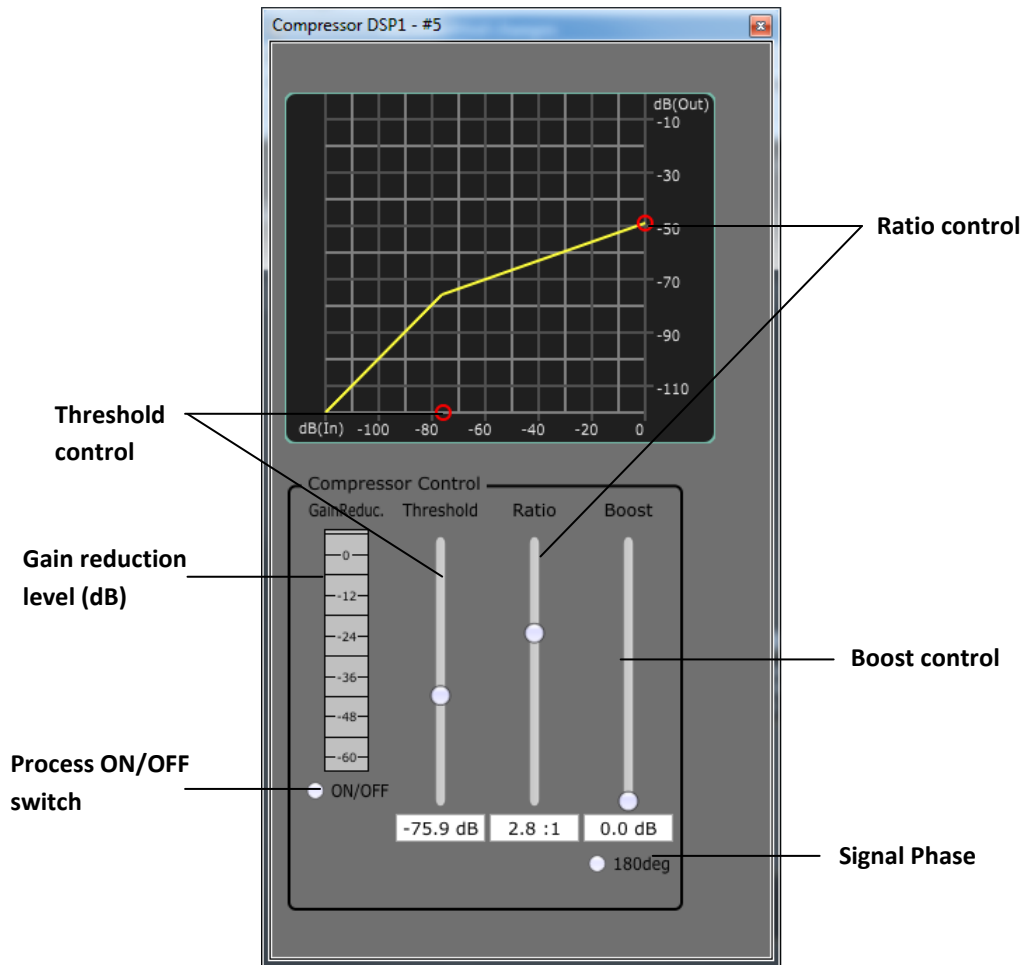 Compressor DSP1 - #5
dB(Out)
-10
-30
-50
-70
-90
-110
dB(In) -100 -80 -60 -40 -20 0
Ratio control
Threshold
control
Compressor Control
GainReduc. Threshold Ratio Boost
0
-12
-24
-36
-48
-60
Gain reduction
level (dB)
Boost control
Process ON/OFF
switch
ON/OFF
-75.9 dB 2.8 :1 0.0 dB
180deg
Signal Phase